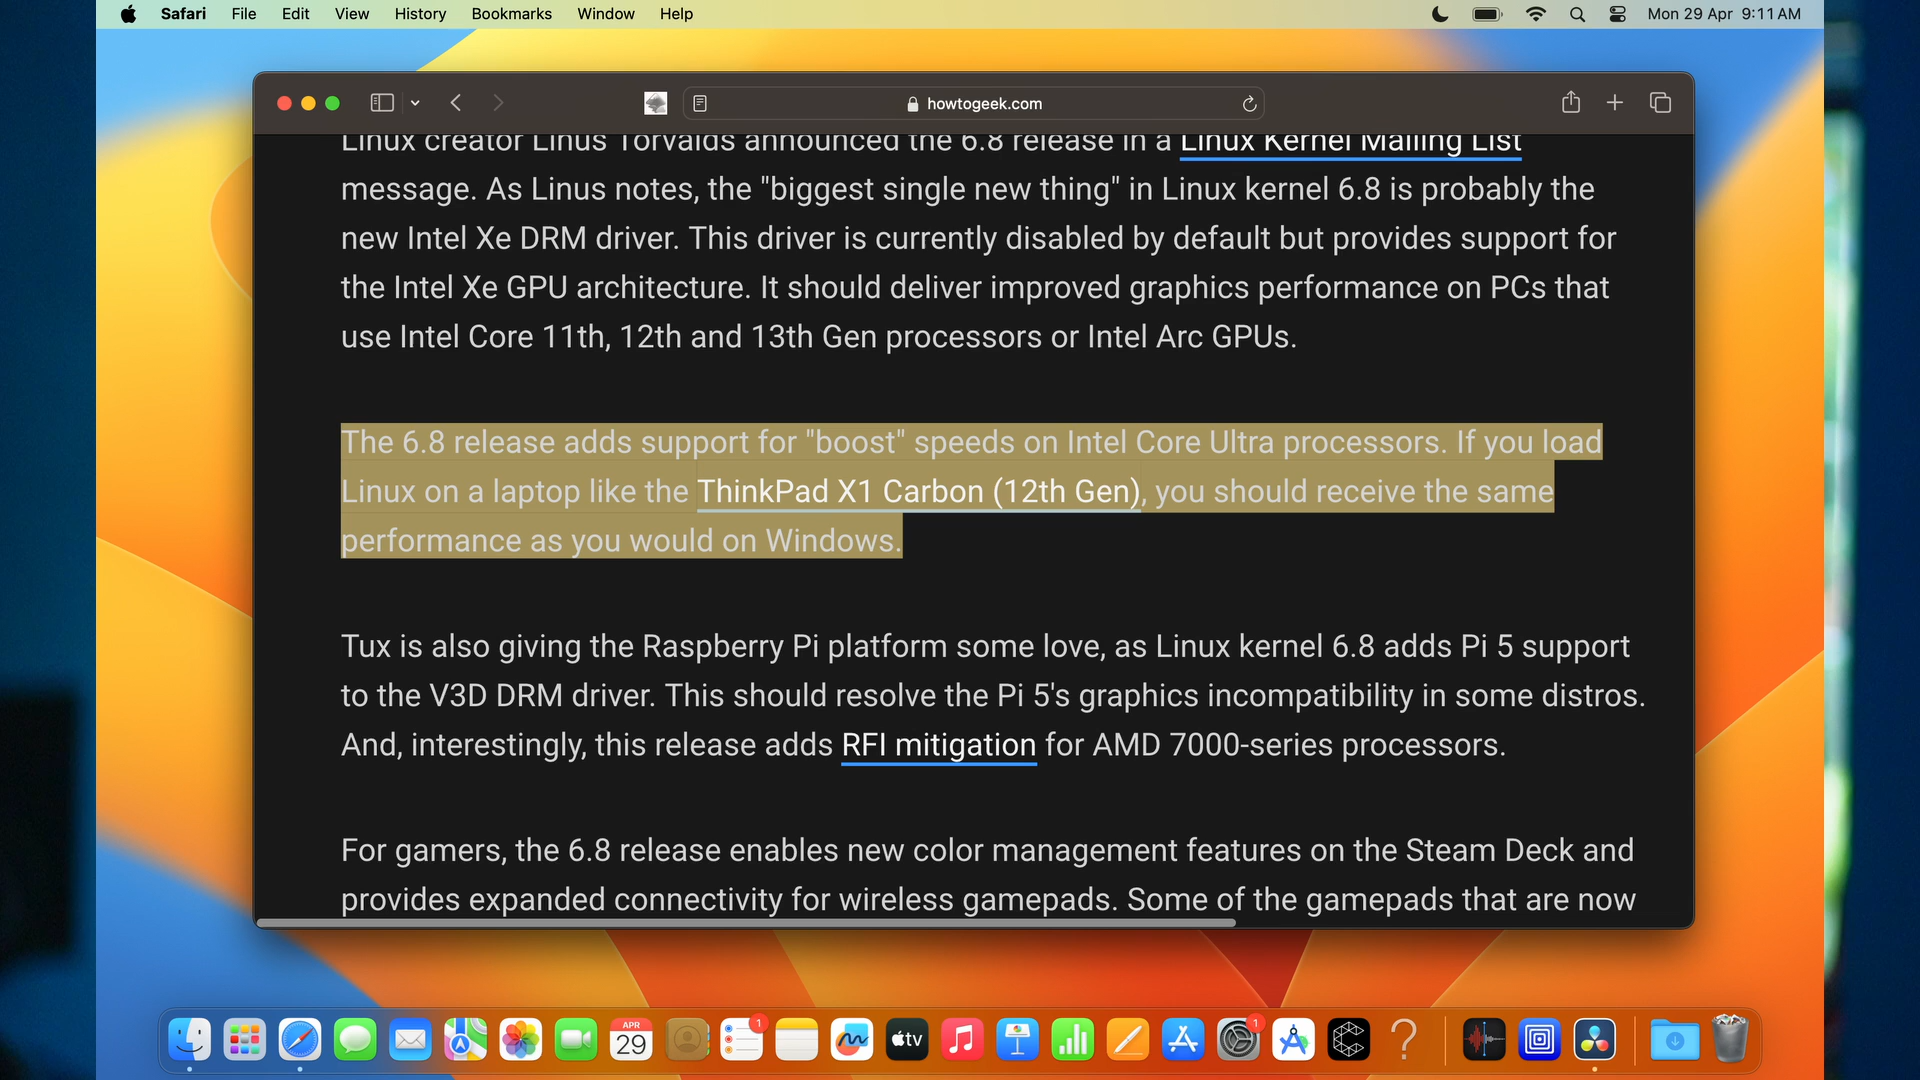 Safari File Edit View History Bookmarks Window Help Mon 29 Apr 9:11 AM
howtogeek.com
Linux creator Linus Torvalds announced the 6.8 release in a Linux Kernel Mailing List
message. As Linus notes, the "biggest single new thing" in Linux kernel 6.8 is probably the
new Intel Xe DRM driver. This driver is currently disabled by default but provides support for
the Intel Xe GPU architecture. It should deliver improved graphics performance on PCs that
use Intel Core 11th, 12th and 13th Gen processors or Intel Arc GPUs.
The 6.8 release adds support for "boost" speeds on Intel Core Ultra processors. If you load
Linux on a laptop like the ThinkPad X1 Carbon (12th Gen), you should receive the same
performance as you would on Windows.
Tux is also giving the Raspberry Pi platform some love, as Linux kernel 6.8 adds Pi 5 support
to the V3D DRM driver. This should resolve the Pi 5's graphics incompatibility in some distros.
And, interestingly, this release adds RFI mitigation for AMD 7000-series processors.
For gamers, the 6.8 release enables new color management features on the Steam Deck and
provides expanded connectivity for wireless gamepads. Some of the gamepads that are now
APR
29
1
tv
1
?